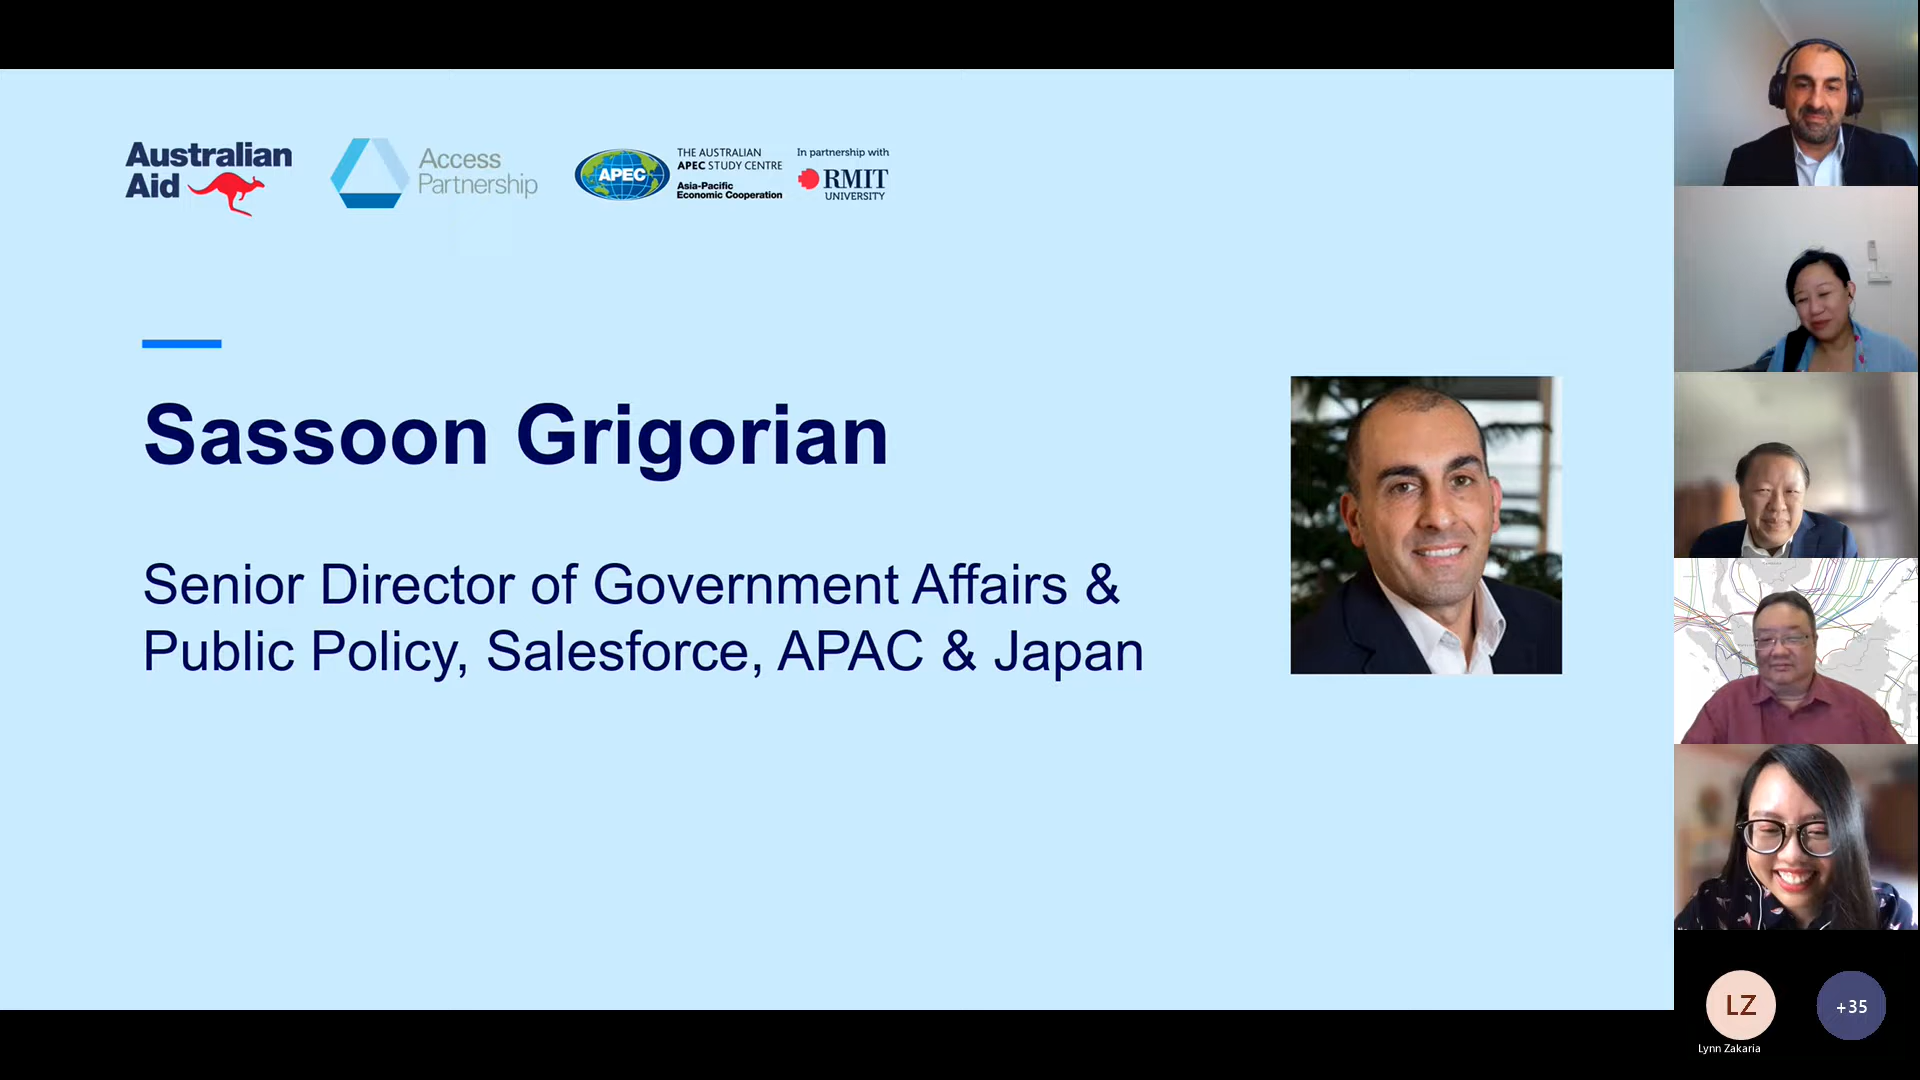 Australian
Aid
Access
Partnership
APEC
THE AUSTRALIAN
APEC STUDY CENTRE
Asia-Pacific
Economic Cooperation
In partnership with
RMIT
UNIVERSITY
Sassoon Grigorian
Senior Director of Government Affairs &
Public Policy, Salesforce, APAC & Japan
LZ
+35
Lynn Zakaria